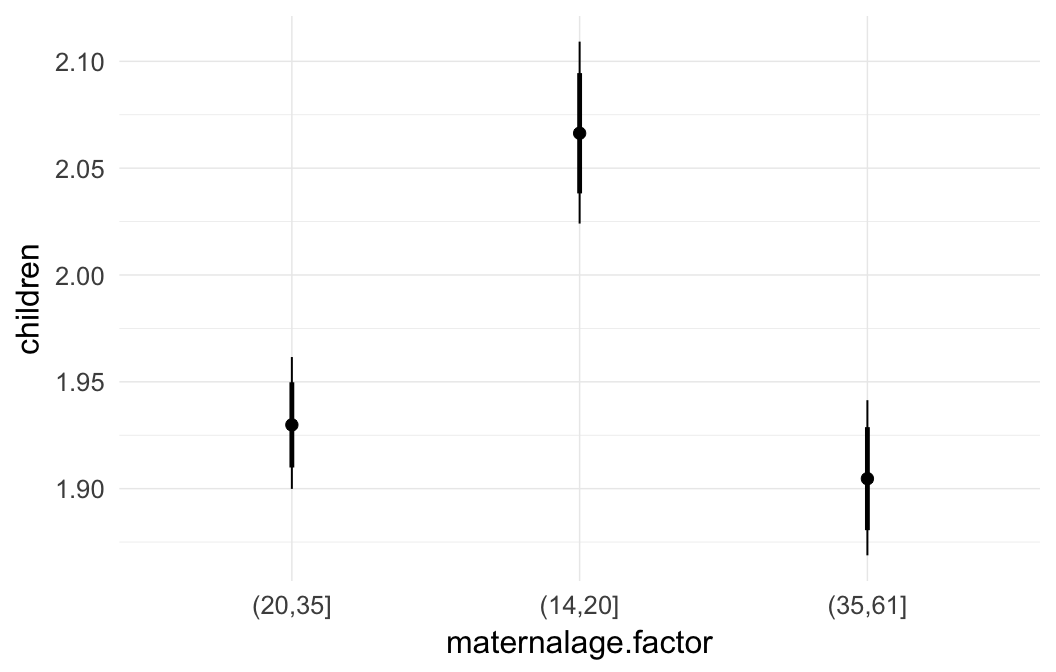 children
2.10
2.05
2.00
1.95
1.90
(20,35] (14,20] (35,61]
maternalage.factor